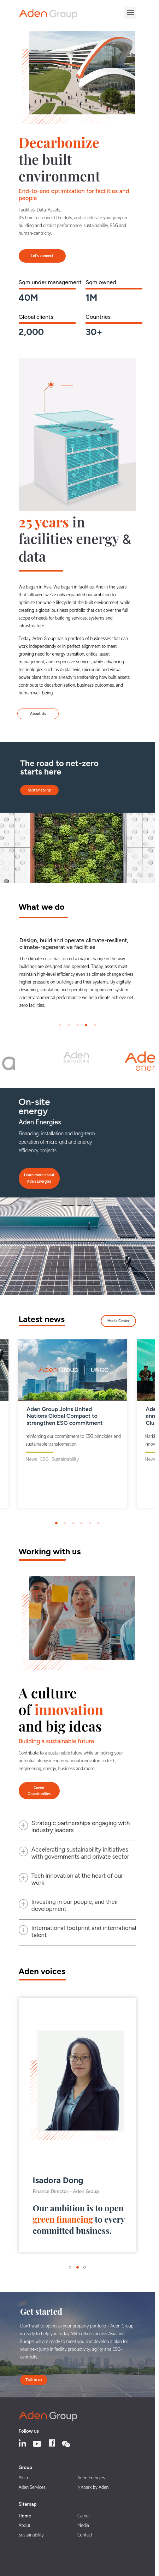 Aden Group
Decarbonize
the built
environment
End-to-end optimization for facilities and
people
Facilities. Data. Assets
It's time to connect the dots, and accelerate your jump in
building and district performance, sustainability, ESG and
human-centricity.
Let's connect
Sqm under management
40M
Sqm owned
1M
Global clients
2,000
Countries
30+
25 years in
facilities energy &
data
We began in Asia. We began in facilities. And in the years
that followed, we've only expanded our ambition to
optimize the whole lifecycle of the built environment, while
creating a global business portfolio and cover the full the
scope of needs for building services, systems and
infrastructure.
Today, Aden Group has a portfolio of businesses that can
work independently or in perfect alignment to meet
growing need for energy transition, critical asset
management, and responsive services, while advancing
technologies such as digital twin, microgrid and virtual
power plant that are already transforming how built assets
contribute to decarbonization, business outcomes, and
human well-being.
About Us
The road to net-zero
starts here
Sustainability
What we do
Design, build and operate climate-resilient,
climate-regenerative facilities
The climate crisis has forced a major change in the way
buildings are designed and operated. Today, assets must
maintain high-level efficiency even as climate change places
higher pressures on buildings and their systems. By digitally
designing, simulating and operating for optimized system
and environmental performance we help clients achieve net-
zero facilities.
Aden
services
Ade
ener
On-site
energy
Aden Energies
Financing, installation and long-term
operation of micro-grid and energy
efficiency projects.
Learn more about
Aden Energies
Latest news
Media Center
Aden Group
UNGC
Aden Group Joins United
Nations Global Compact to
strengthen ESG commitment
reinforcing our commitment to ESG principles and
sustainable transformation
News ESG Sustainability
Ade
ann
Clu
Marke
innov
News
Working with us
A culture
of innovation
and big ideas
Building a sustainable future
Contribute to a sustainable future while unlocking your
potential alongside international innovators in tech,
engineering, energy, business and more.
Career
Opportunities
Strategic partnerships engaging with
industry leaders
Accelerating sustainability initiatives
with governments and private sector
Tech innovation at the heart of our
work
Investing in our people, and their
development
International footprint and international
talent
Aden voices
Isadora Dong
Finance Director – Aden Group
Our ambition is to open
green financing to every
committed business.
Get started
Don't wait to optimize your property portfolio – Aden Group
is ready to help you today. With offices across Asia and
Europe, we are ready to meet you and develop a plan for
your next jump in facility productivity, agility and ESG-
centricity.
Talk to us
Aden Group
Follow us
Group
Akila
Aden Energies
Aden Services
NXpark by Aden
Sitemap
Home
Career
About
Media
Sustainability
Contact